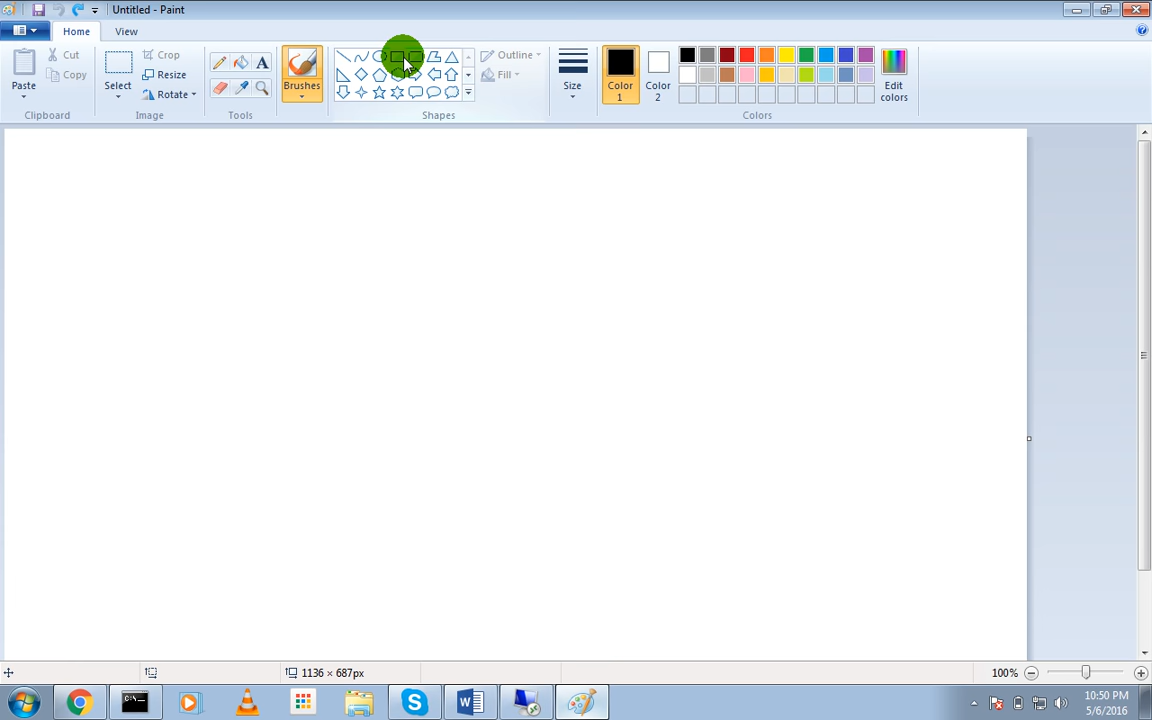 Untitled - Paint
Home View
Paste
Cut
Copy
Clipboard
Select
Crop
Resize
Rotate
Image
A
Tools
Brushes
Shapes
Outline
Fill
Size
Color 1
Color 2
Edit colors
Colors
1136 × 687px
100%
10:50 PM
5/6/2016